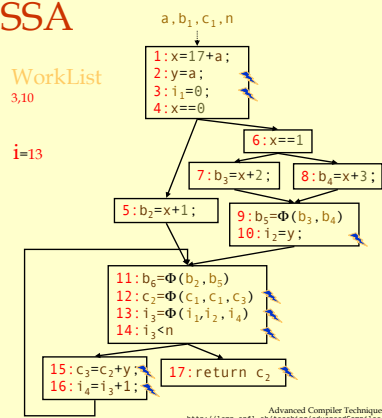 SSA
a,b₁,c₁,n
WorkList
3,10
i=13
1:x=17+a;
2:y=a;
3:i₁=0;
4:x==0
6:x==1
7:b₃=x+2;
8:b₄=x+3;
5:b₂=x+1;
9:b₅=Φ(b₃,b₄)
10:i₂=y;
11:b₆=Φ(b₂,b₅)
12:c₂=Φ(c₁,c₁,c₃)
13:i₃=Φ(i₁,i₂,i₄)
14:i₃<n
15:c₃=c₂+y;
16:i₄=i₃+1;
17:return c₂
Advanced Compiler Technique